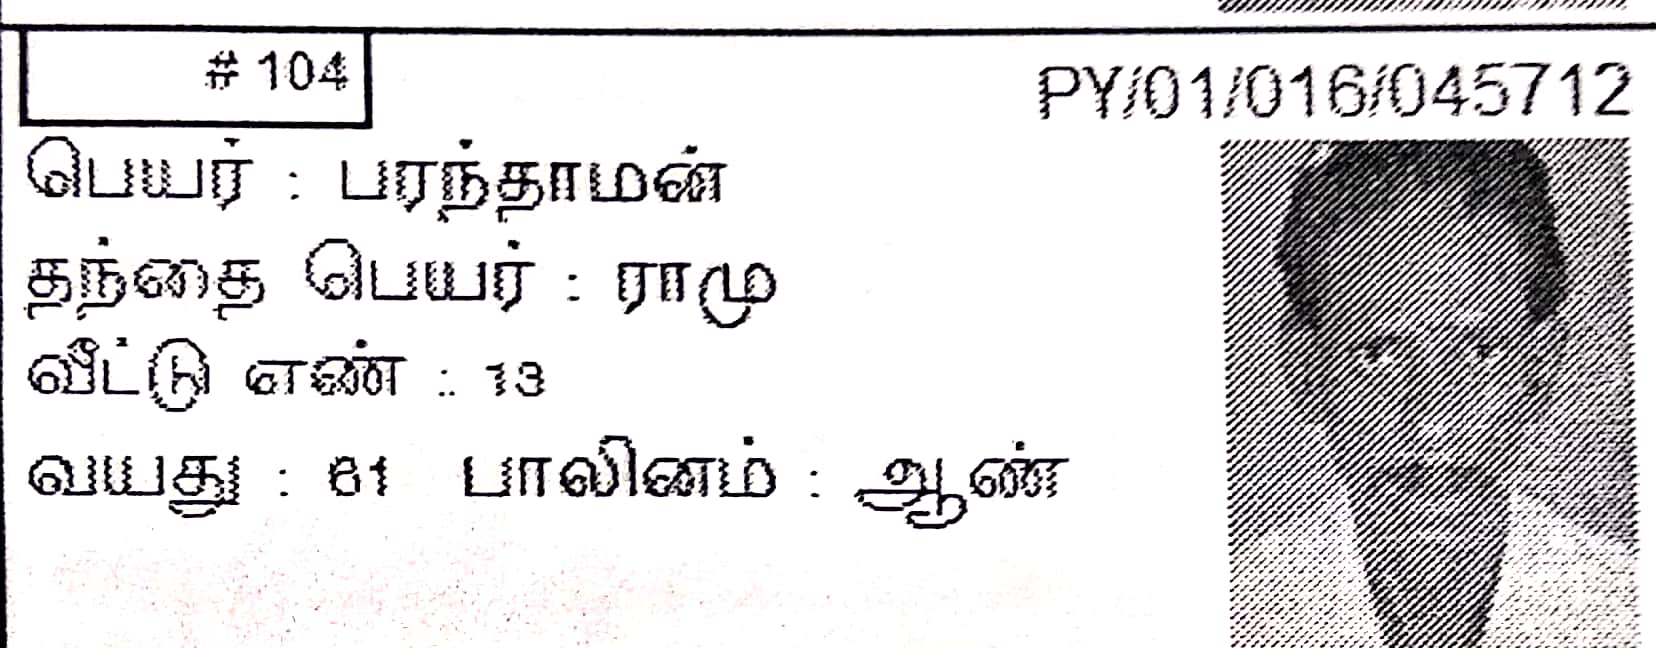 # 104
PY/01/016/045712
பெயர் : பரந்தாமன்
தந்தை பெயர் : ராமு
வீட்டு எண் : 13
வயது : 61 பாலினம் : ஆண்